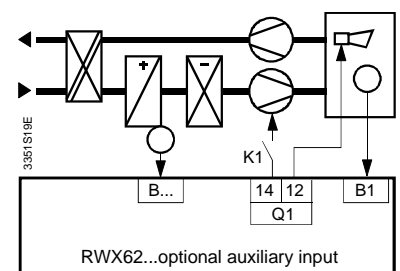 +
−
3351S19E
K1
B...
14 12
B1
Q1
RWX62...optional auxiliary input